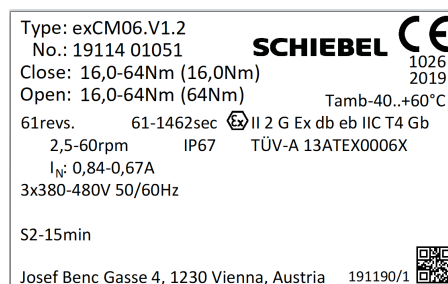 Type: exCM06.V1.2
No.: 19114 01051
SCHIEBEL CE
1026
2019
Close: 16,0-64Nm (16,0Nm)
Open: 16,0-64Nm (64Nm)
Tamb-40..+60°C
61revs. 61-1462sec Ex II 2 G Ex db eb IIC T4 Gb
2,5-60rpm IP67 TÜV-A 13ATEX0006X
IN: 0,84-0,67A
3x380-480V 50/60Hz
S2-15min
Josef Benc Gasse 4, 1230 Vienna, Austria 191190/1